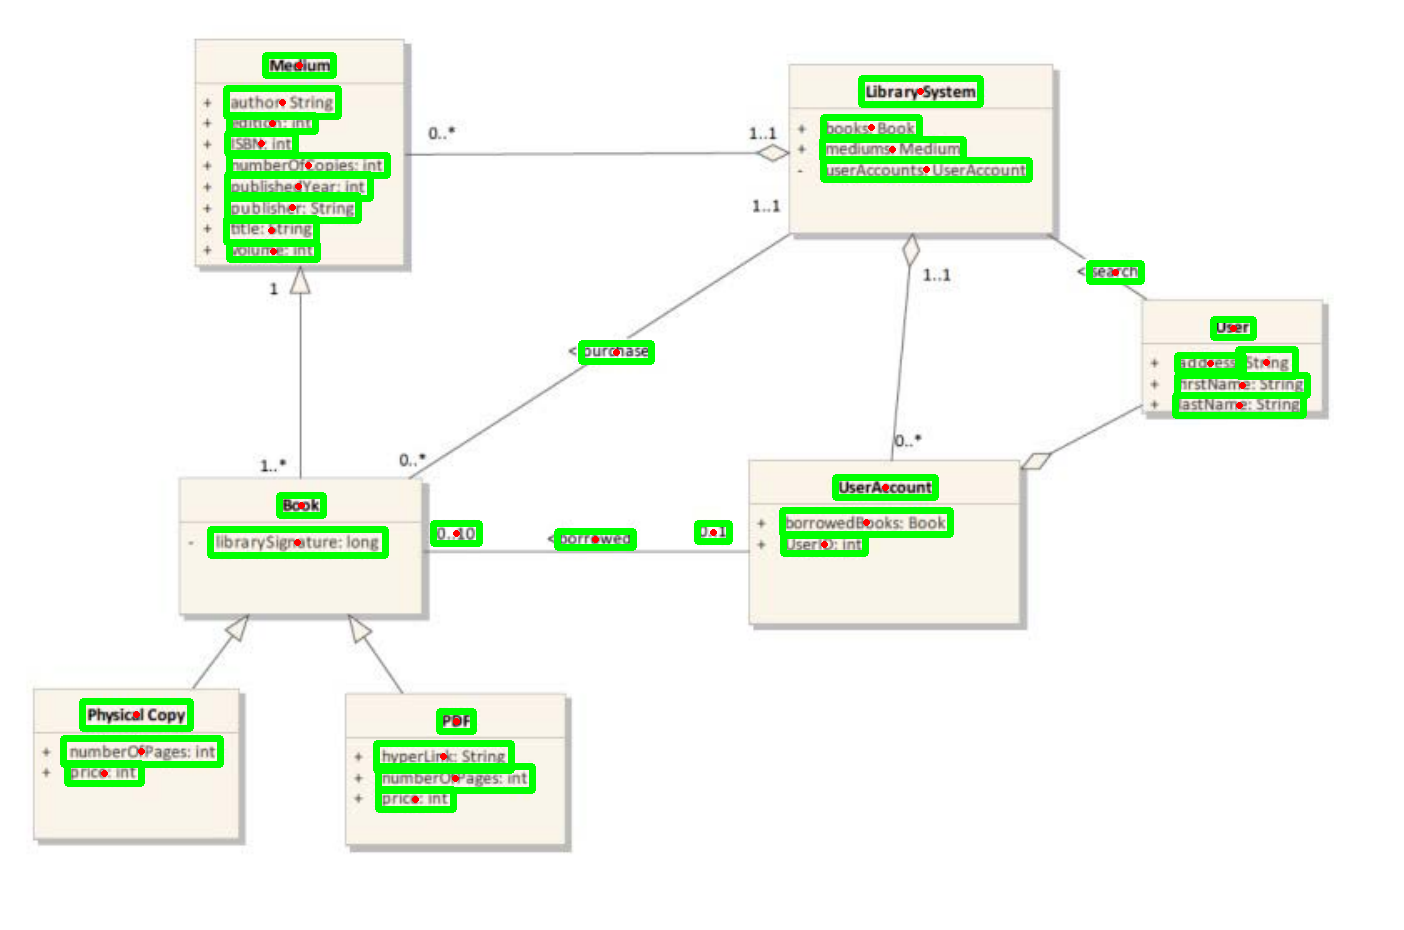 Medium
+ author: String
+ edition: int
+ ISBN: int
+ numberOfCopies: int
+ publishedYear: int
+ publisher: String
+ title: String
+ volume: int
0..*
1..1
Library System
+ books: Book
+ mediums: Medium
- userAccounts: UserAccount
1..1
1..1
< search
1
User
+ address: String
+ firstName: String
+ lastName: String
< purchase
0..*
1..*
0..*
Book
- librarySignature: long
0..10
< borrowed
0..1
UserAccount
+ borrowedBooks: Book
+ UserID: int
Physical Copy
+ numberOfPages: int
+ price: int
PDF
+ hyperLink: String
+ numberOfPages: int
+ price: int